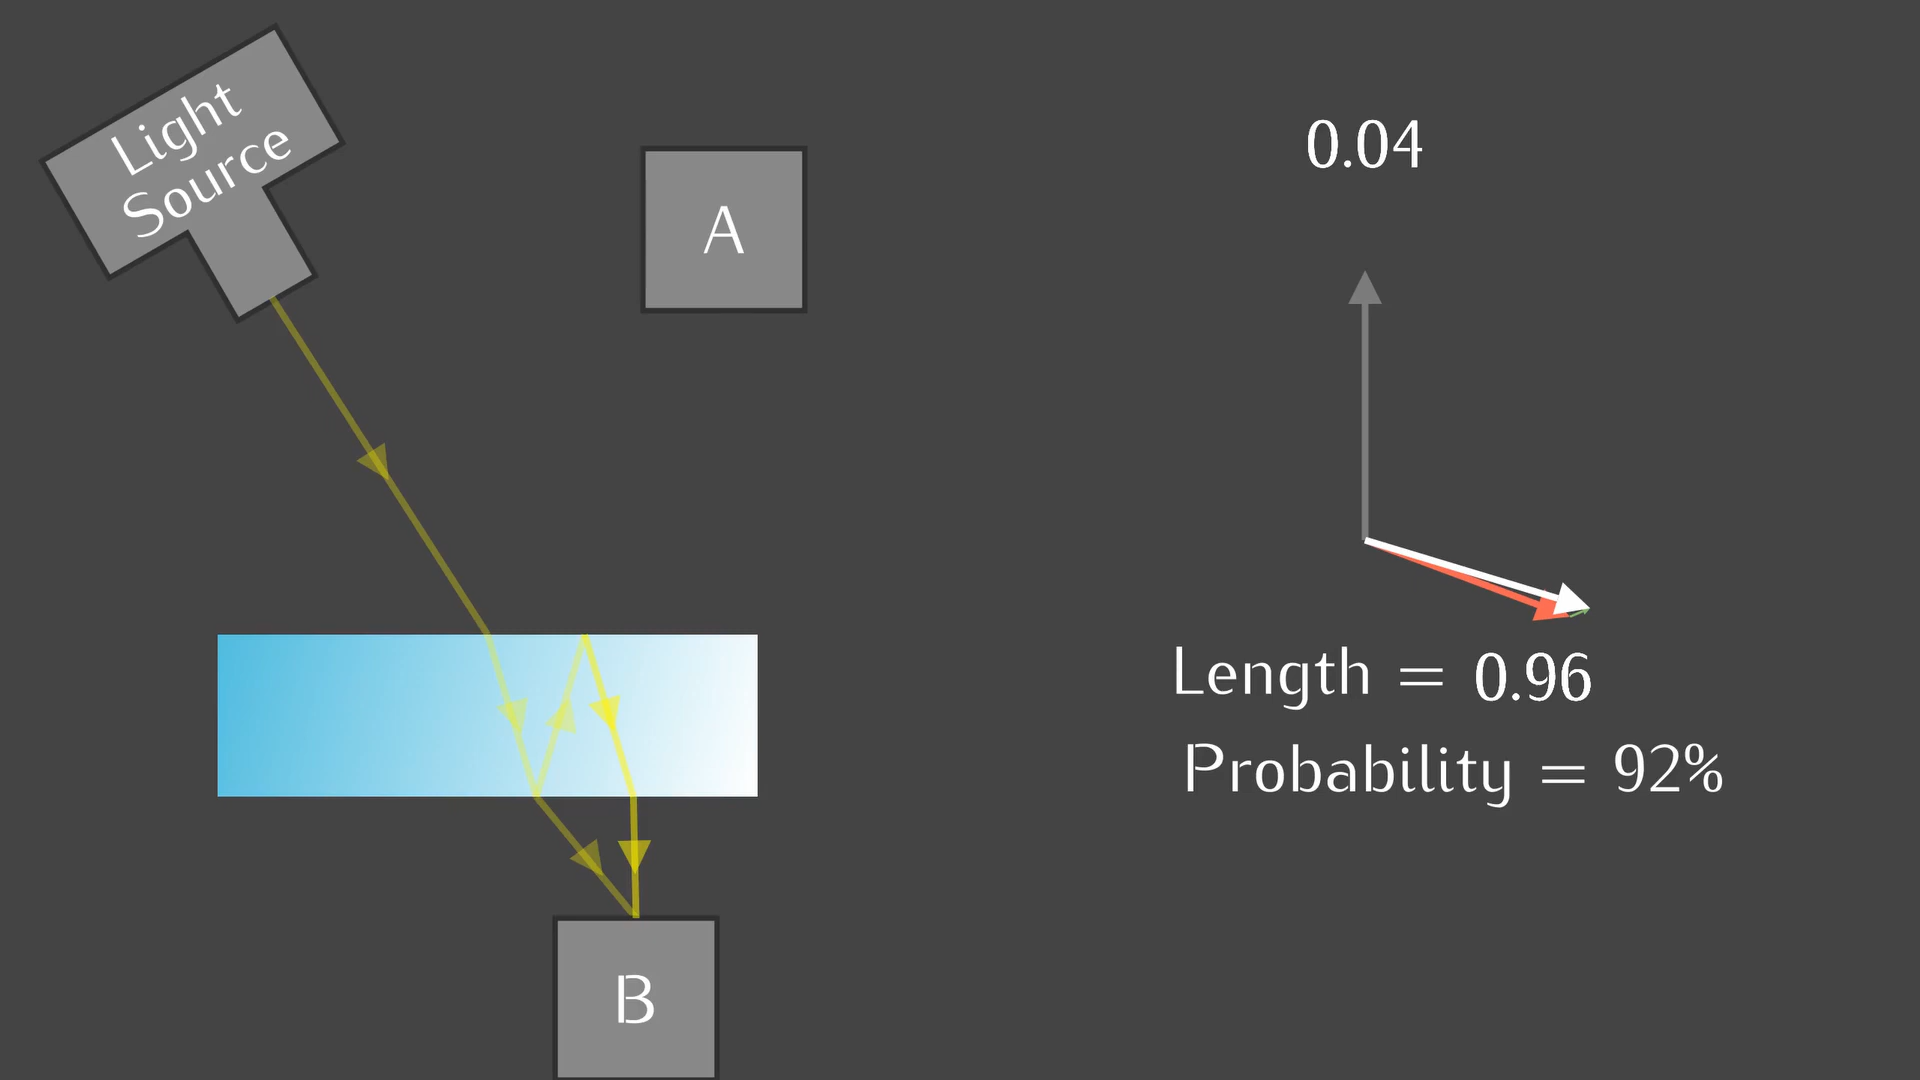 Light
Source
A
0.04
Length = 0.96
Probability = 92%
B